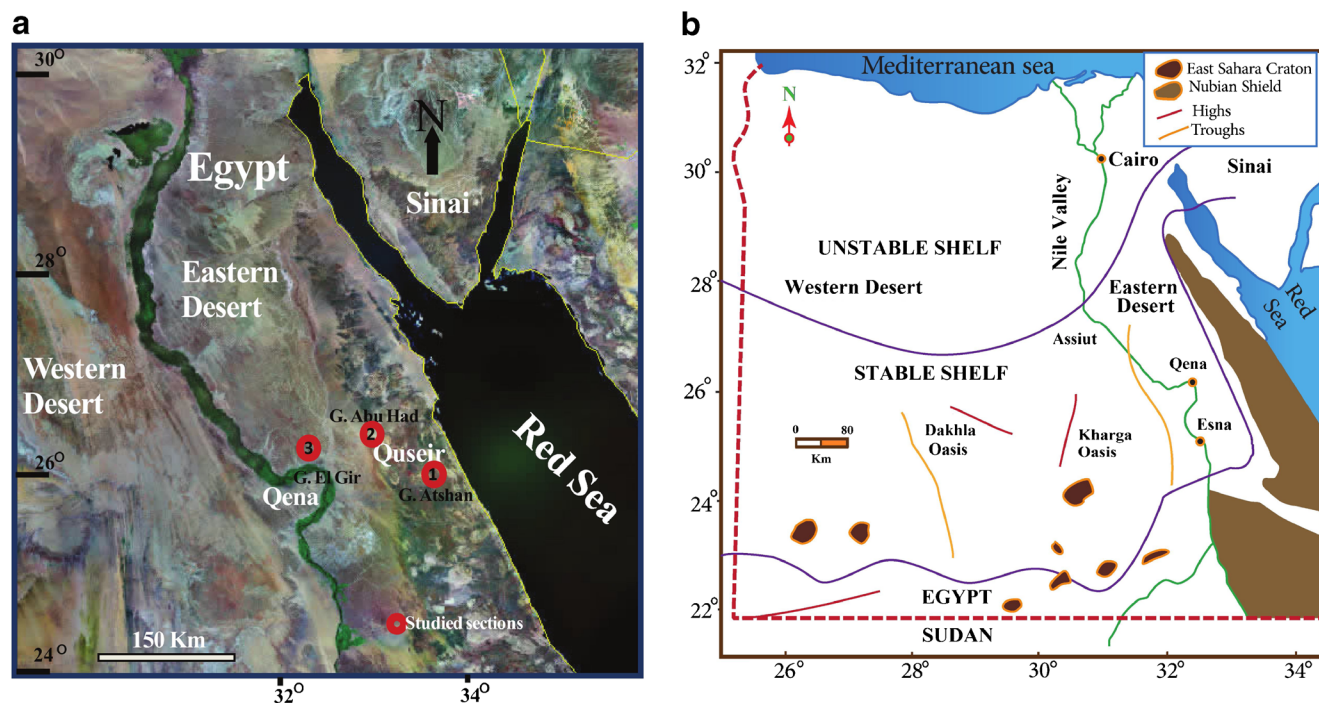 a
30°
28°
26°
24°
32°
34°
N
Egypt
Sinai
Eastern
Desert
Western
Desert
G. Abu Had
2
3
Quseir
1
G. El Gir
G. Atshan
Qena
Red Sea
Studied sections
150 Km
b
32°
30°
28°
26°
24°
22°
26°
28°
30°
32°
34°
Mediterranean sea
East Sahara Craton
Nubian Shield
Highs
Troughs
N
Cairo
Sinai
Nile Valley
UNSTABLE SHELF
Western Desert
Eastern
Desert
Red
Sea
Assiut
Qena
STABLE SHELF
Esna
Dakhla
Oasis
Kharga
Oasis
0 80
Km
EGYPT
SUDAN